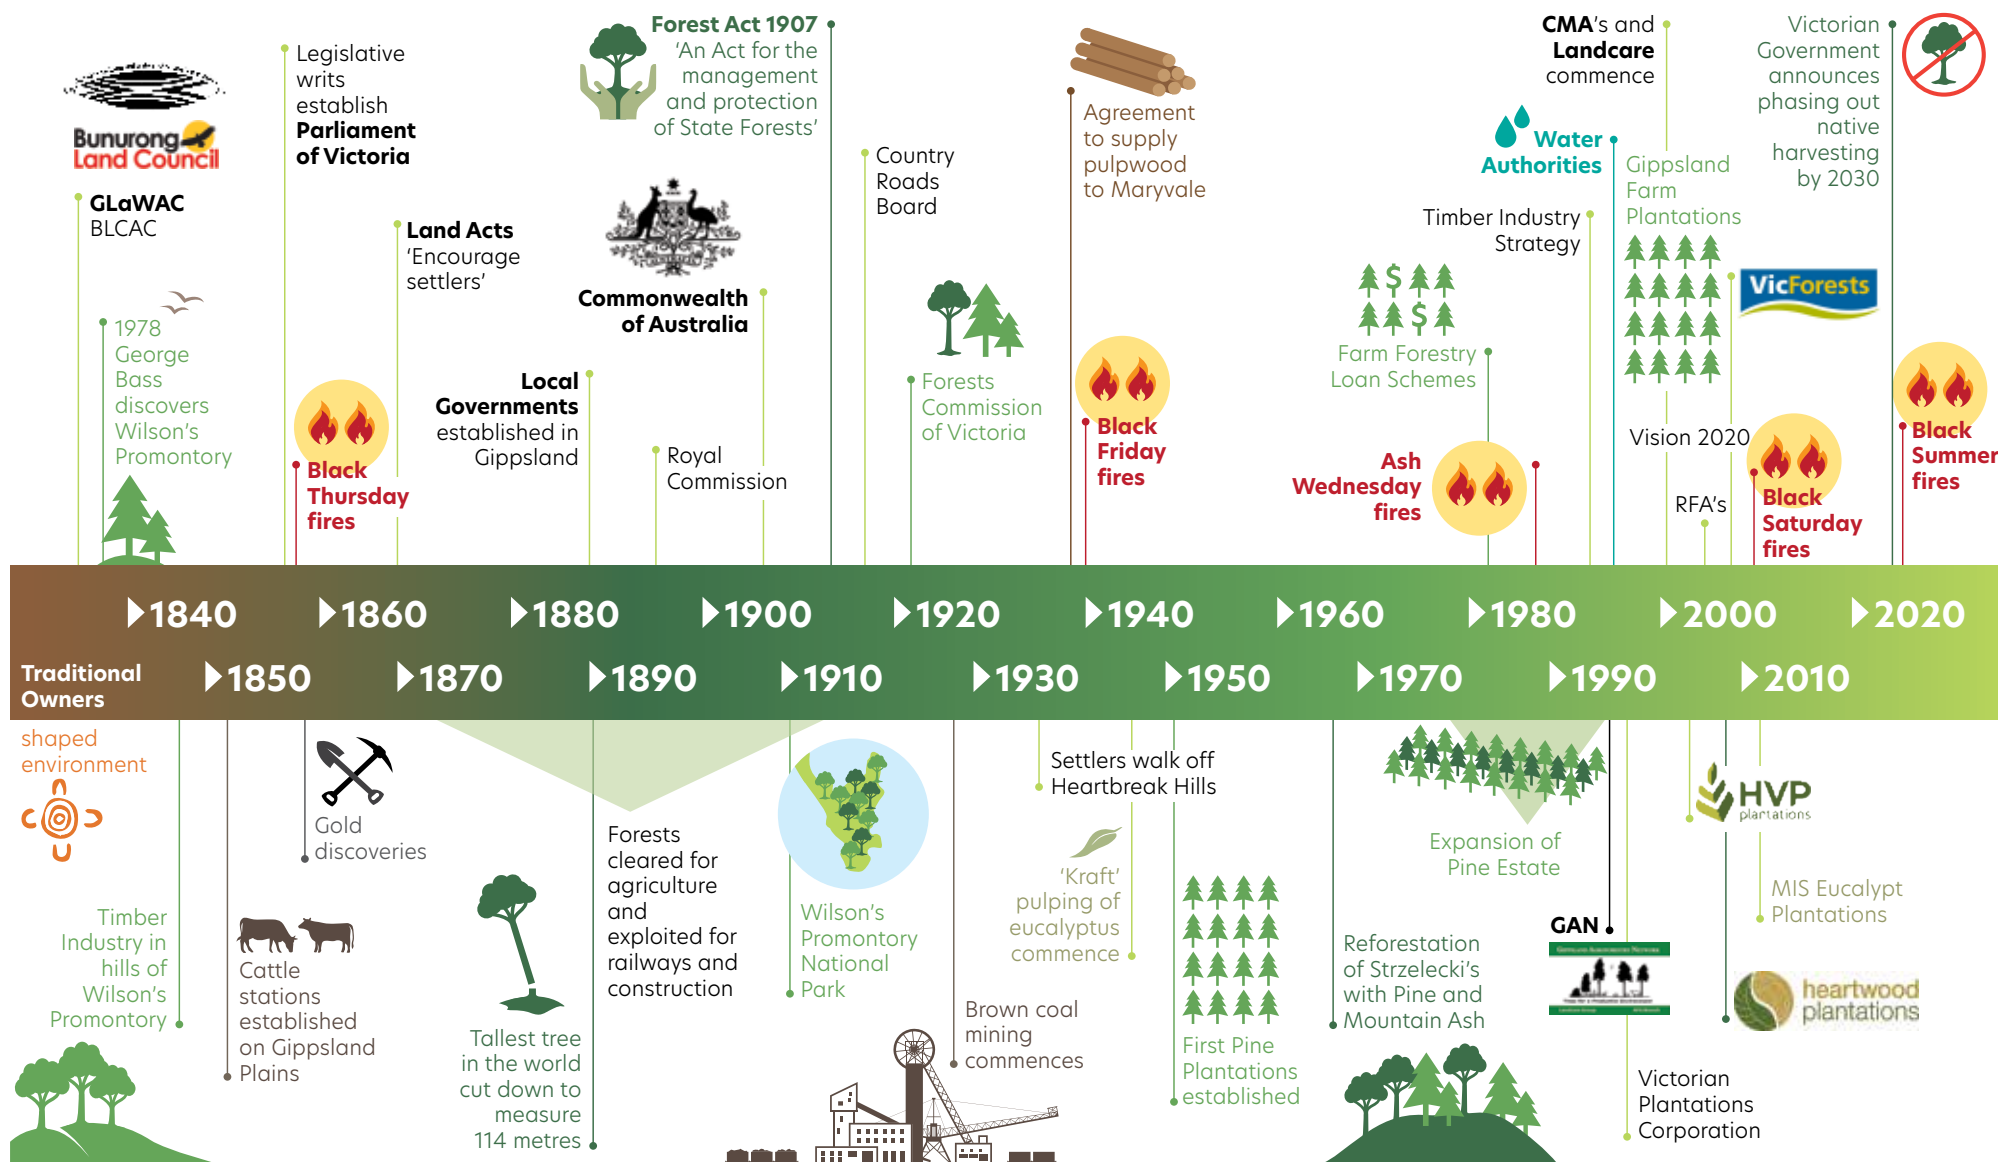 Bunurong
Land Council
GLaWAC
BLCAC
1978
George
Bass
discovers
Wilson's
Promontory
Legislative
writs
establish
Parliament
of Victoria
Black
Thursday
fires
Land Acts
'Encourage
settlers'
Local
Governments
established in
Gippsland
Royal
Commission
Commonwealth
of Australia
Forest Act 1907
'An Act for the
management
and protection
of State Forests'
Country
Roads
Board
Forests
Commission
of Victoria
Agreement
to supply
pulpwood
to Maryvale
Black
Friday
fires
$
$
Farm Forestry
Loan Schemes
Ash
Wednesday
fires
Timber Industry
Strategy
Water
Authorities
CMA's and
Landcare
commence
Gippsland
Farm
Plantations
Vision 2020
RFA's
VicForests
Black
Saturday
fires
Victorian
Government
announces
phasing out
native
harvesting
by 2030
Black
Summer
fires
1840
1860
1880
1900
1920
1940
1960
1980
2000
2020
Traditional
Owners
1850
1870
1890
1910
1930
1950
1970
1990
2010
shaped
environment
Timber
Industry in
hills of
Wilson's
Promontory
Cattle
stations
established
on Gippsland
Plains
Gold
discoveries
Tallest tree
in the world
cut down to
measure
114 metres
Forests
cleared for
agriculture
and
exploited for
railways and
construction
Wilson's
Promontory
National
Park
Brown coal
mining
commences
Settlers walk off
Heartbreak Hills
'Kraft'
pulping of
eucalyptus
commence
First Pine
Plantations
established
Reforestation
of Strzelecki's
with Pine and
Mountain Ash
Expansion of
Pine Estate
GAN
Victorian
Plantations
Corporation
HVP
plantations
heartwood
plantations
MIS Eucalypt
Plantations